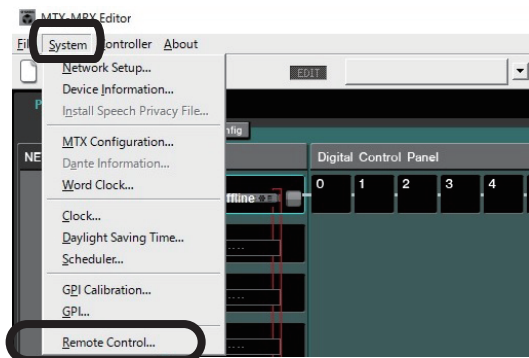 MTX-MRX Editor
System Controller About
Network Setup...
EDIT
Device Information...
Install Speech Privacy File...
MTX Configuration...
Digital Control Panel
Dante Information...
Word Clock...
0 1 2 3 4
Clock...
Daylight Saving Time...
Scheduler...
GPI Calibration...
GPI...
Remote Control...